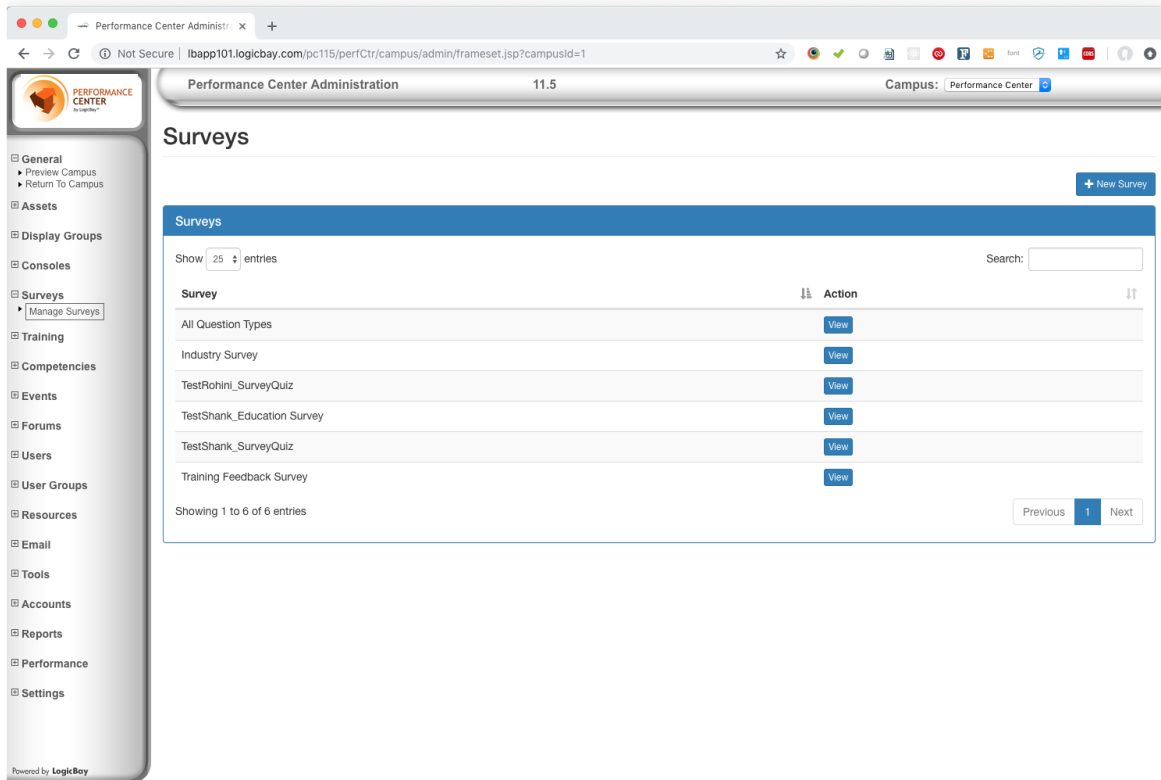 Performance Center Administra
Not Secure | lbapp101.logicbay.com/pc115/perfCtr/campus/admin/frameset.jsp?campusId=1
font
CORS
PERFORMANCE
CENTER
by LogicBay
Performance Center Administration 11.5 Campus: Performance Center
General
Preview Campus
Return To Campus
Assets
Display Groups
Consoles
Surveys
Manage Surveys
Training
Competencies
Events
Forums
Users
User Groups
Resources
Email
Tools
Accounts
Reports
Performance
Settings
Powered by LogicBay
Surveys
+ New Survey
Surveys
Show 25 entries Search:
Survey Action
All Question Types View
Industry Survey View
TestRohini_SurveyQuiz View
TestShank_Education Survey View
TestShank_SurveyQuiz View
Training Feedback Survey View
Showing 1 to 6 of 6 entries Previous 1 Next